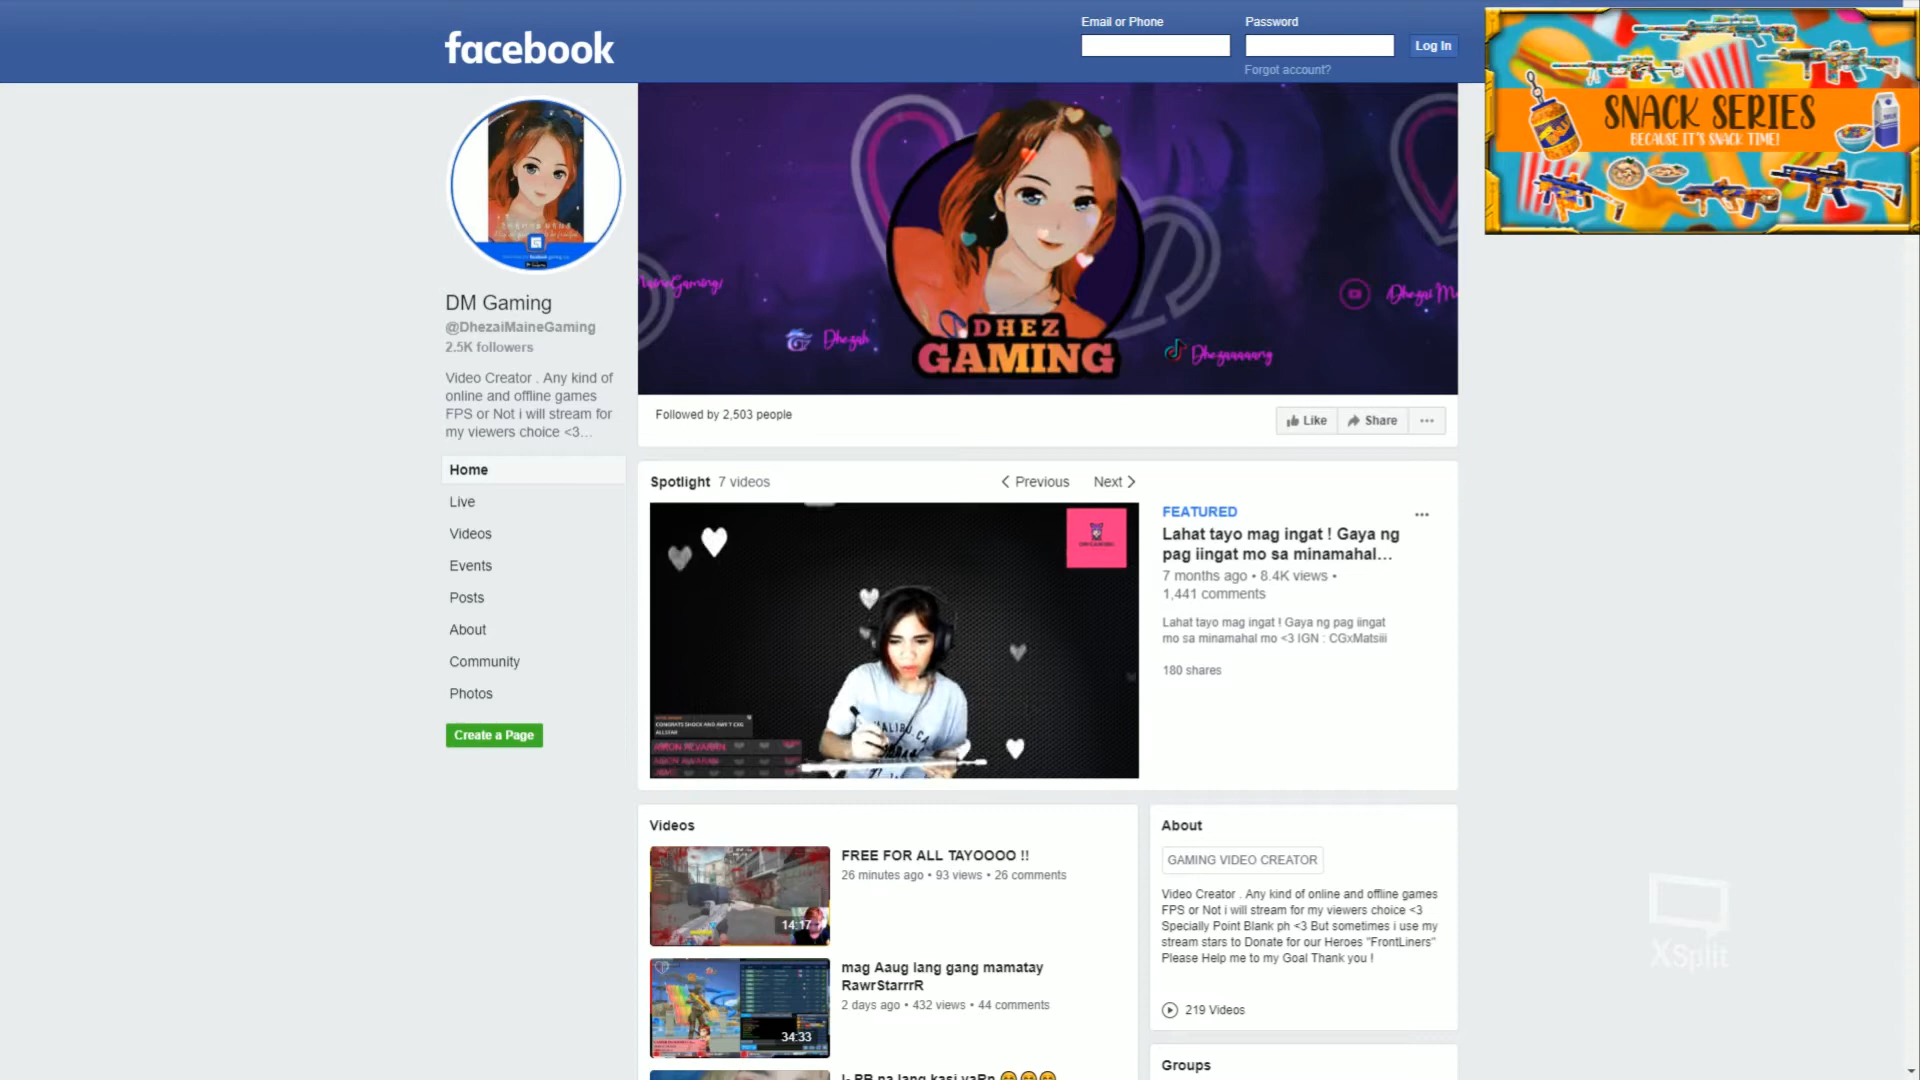 facebook
Email or Phone
Password
Log In
Forgot account?
SNACK SERIES
BECAUSE IT'S SNACK TIME!
DHEZ
GAMING
Dhezah
Dhezaaaaang
Dhezai M
DM Gaming
@DhezaiMaineGaming
2.5K followers
Video Creator . Any kind of
online and offline games
FPS or Not i will stream for
my viewers choice <3...
Followed by 2,503 people
Like
Share
Home
Live
Videos
Events
Posts
About
Community
Photos
Create a Page
Spotlight 7 videos
Previous
Next
FEATURED
Lahat tayo mag ingat ! Gaya ng
pag iingat mo sa minamahal...
7 months ago • 8.4K views •
1,441 comments
Lahat tayo mag ingat ! Gaya ng pag iingat
mo sa minamahal mo <3 IGN : CGxMatsiii
180 shares
MALIBU, CA
Videos
FREE FOR ALL TAYOOOO !!
26 minutes ago • 93 views • 26 comments
14:17
mag Aaug lang gang mamatay
RawrStarrrR
2 days ago • 432 views • 44 comments
34:33
About
GAMING VIDEO CREATOR
Video Creator . Any kind of online and offline games
FPS or Not i will stream for my viewers choice <3
Specially Point Blank ph <3 But sometimes i use my
stream stars to Donate for our Heroes "FrontLiners"
Please Help me to my Goal Thank you !
219 Videos
Groups
XSplit